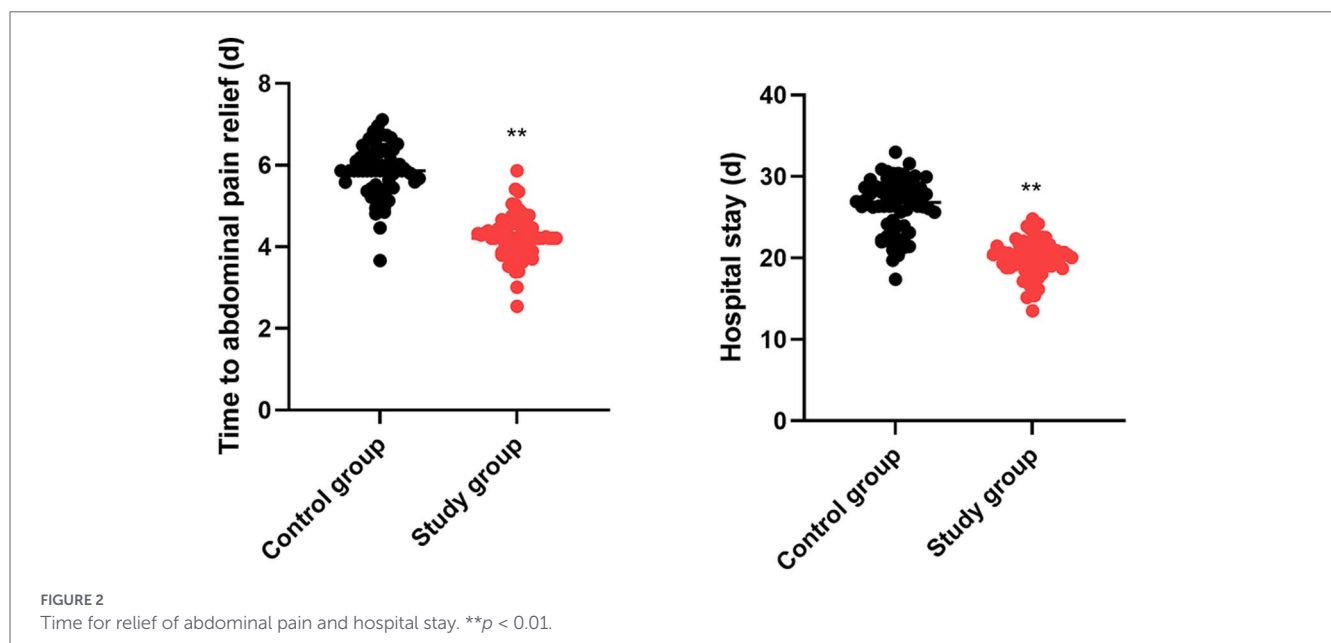 Time to abdominal pain relief (d)
8
6
4
2
0
**
Control group
Study group
Hospital stay (d)
40
30
20
10
0
**
Control group
Study group
FIGURE 2
Time for relief of abdominal pain and hospital stay. **p < 0.01.